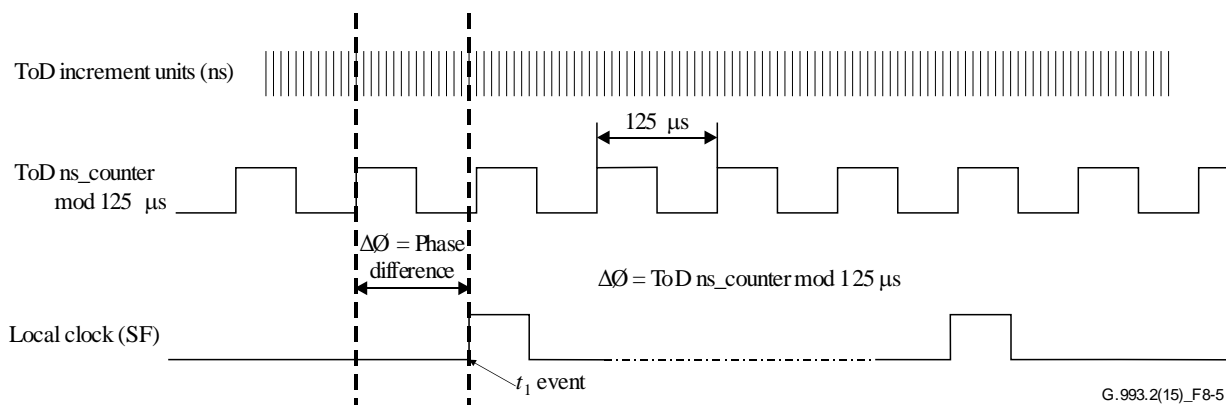 ToD increment units (ns)
125 μs
ToD ns_counter
mod 125 μs
ΔØ = Phase
difference
ΔØ = ToD ns_counter mod 125 μs
Local clock (SF)
t1 event
G.993.2(15)_F8-5